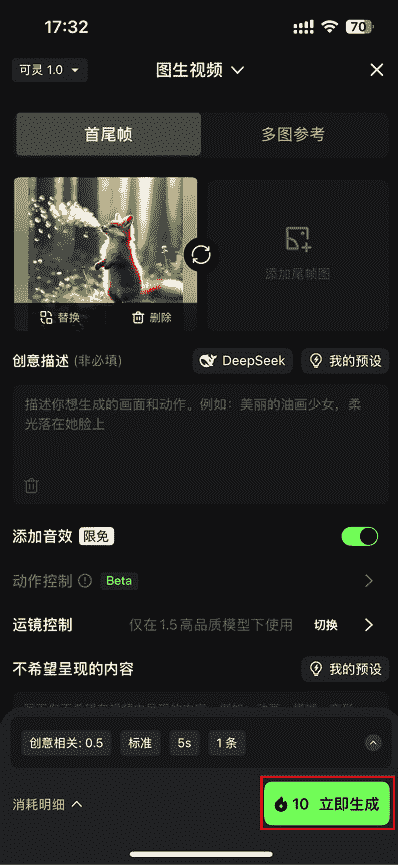 17:32
70
可灵 1.0
图生视频
首尾帧
多图参考
替换
删除
添加尾帧图
创意描述 (非必填)
DeepSeek
我的预设
描述你想生成的画面和动作。例如：美丽的油画少女，柔
光落在她脸上
添加音效 限免
动作控制 Beta
运镜控制
仅在1.5高品质模型下使用
切换
不希望呈现的内容
我的预设
创意相关: 0.5
标准
5s
1 条
消耗明细
10 立即生成